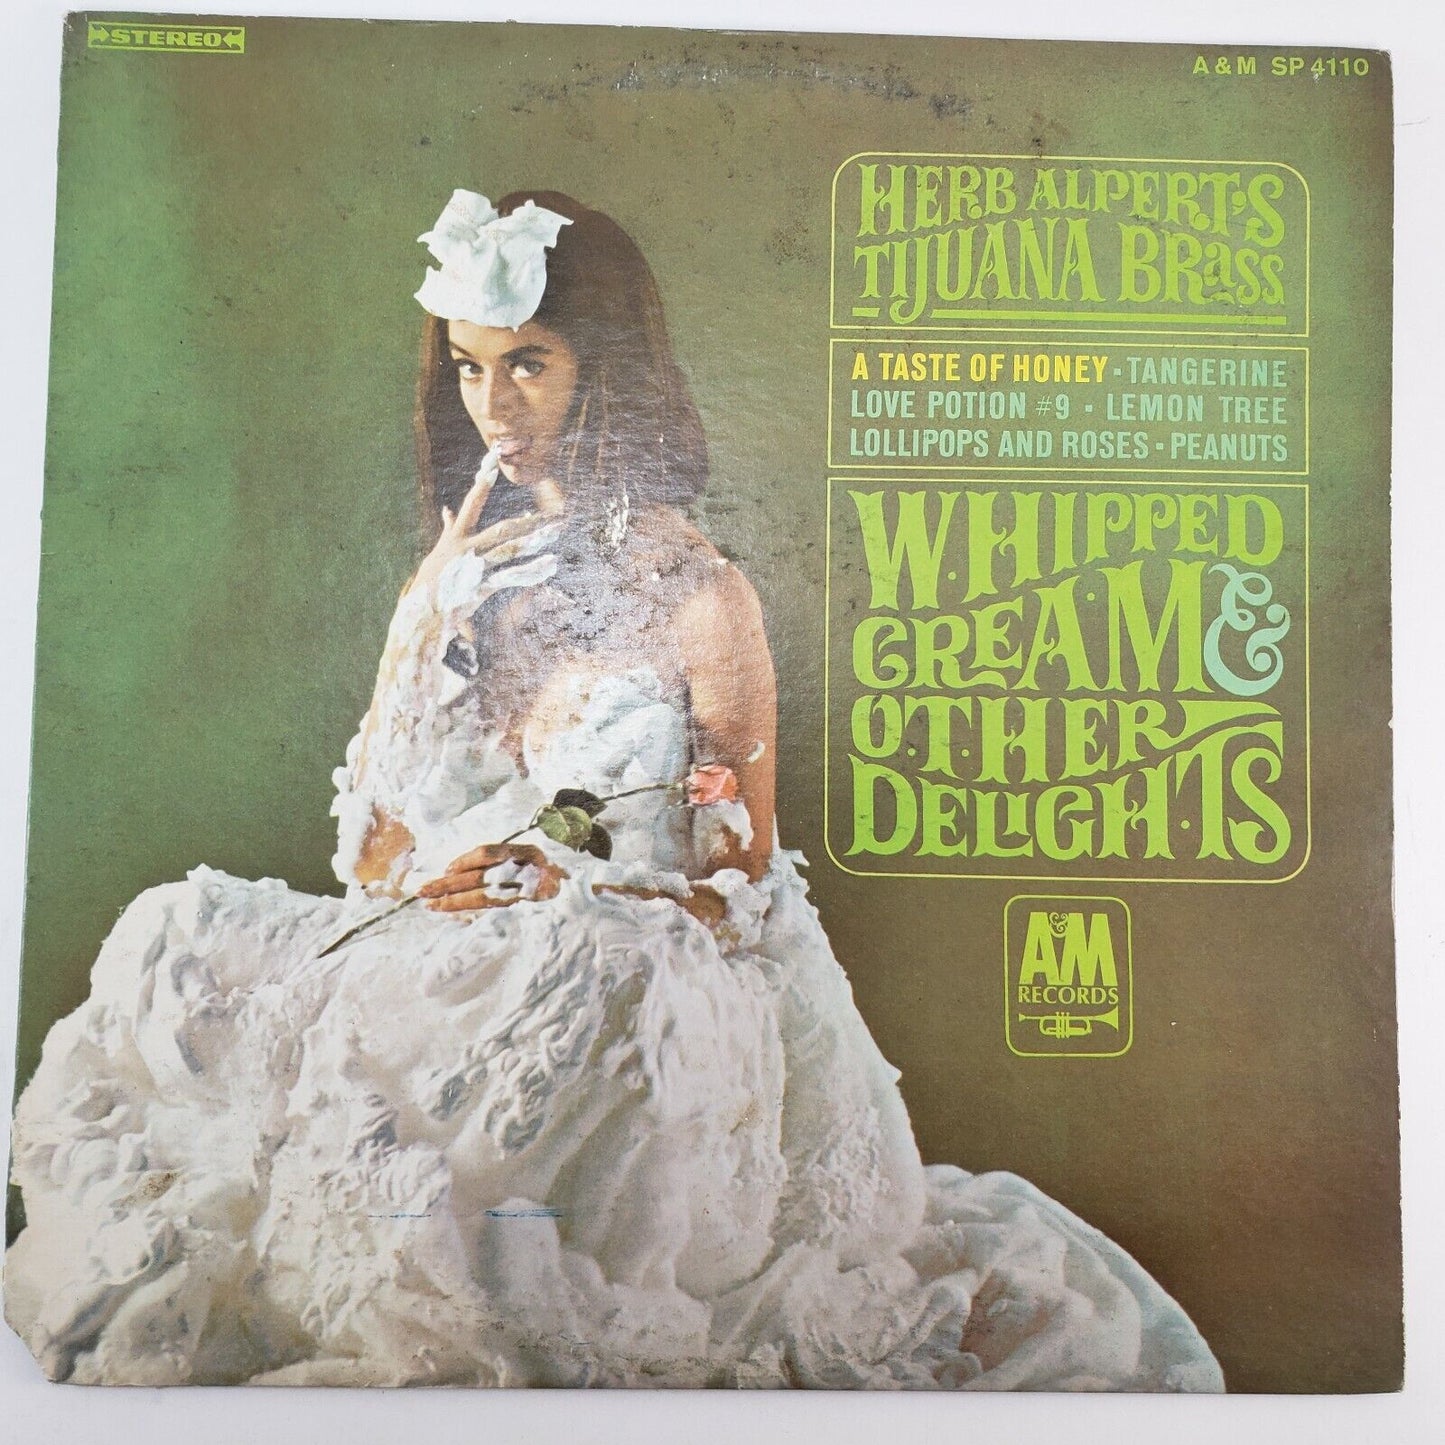 STEREO
A & M SP 4110
HERB ALPERT'S
TIJUANA BRASS
A TASTE OF HONEY • TANGERINE
LOVE POTION #9 • LEMON TREE
LOLLIPOPS AND ROSES • PEANUTS
WHIPPED
CREAM &
OTHER
DELIGHTS
A&M
RECORDS